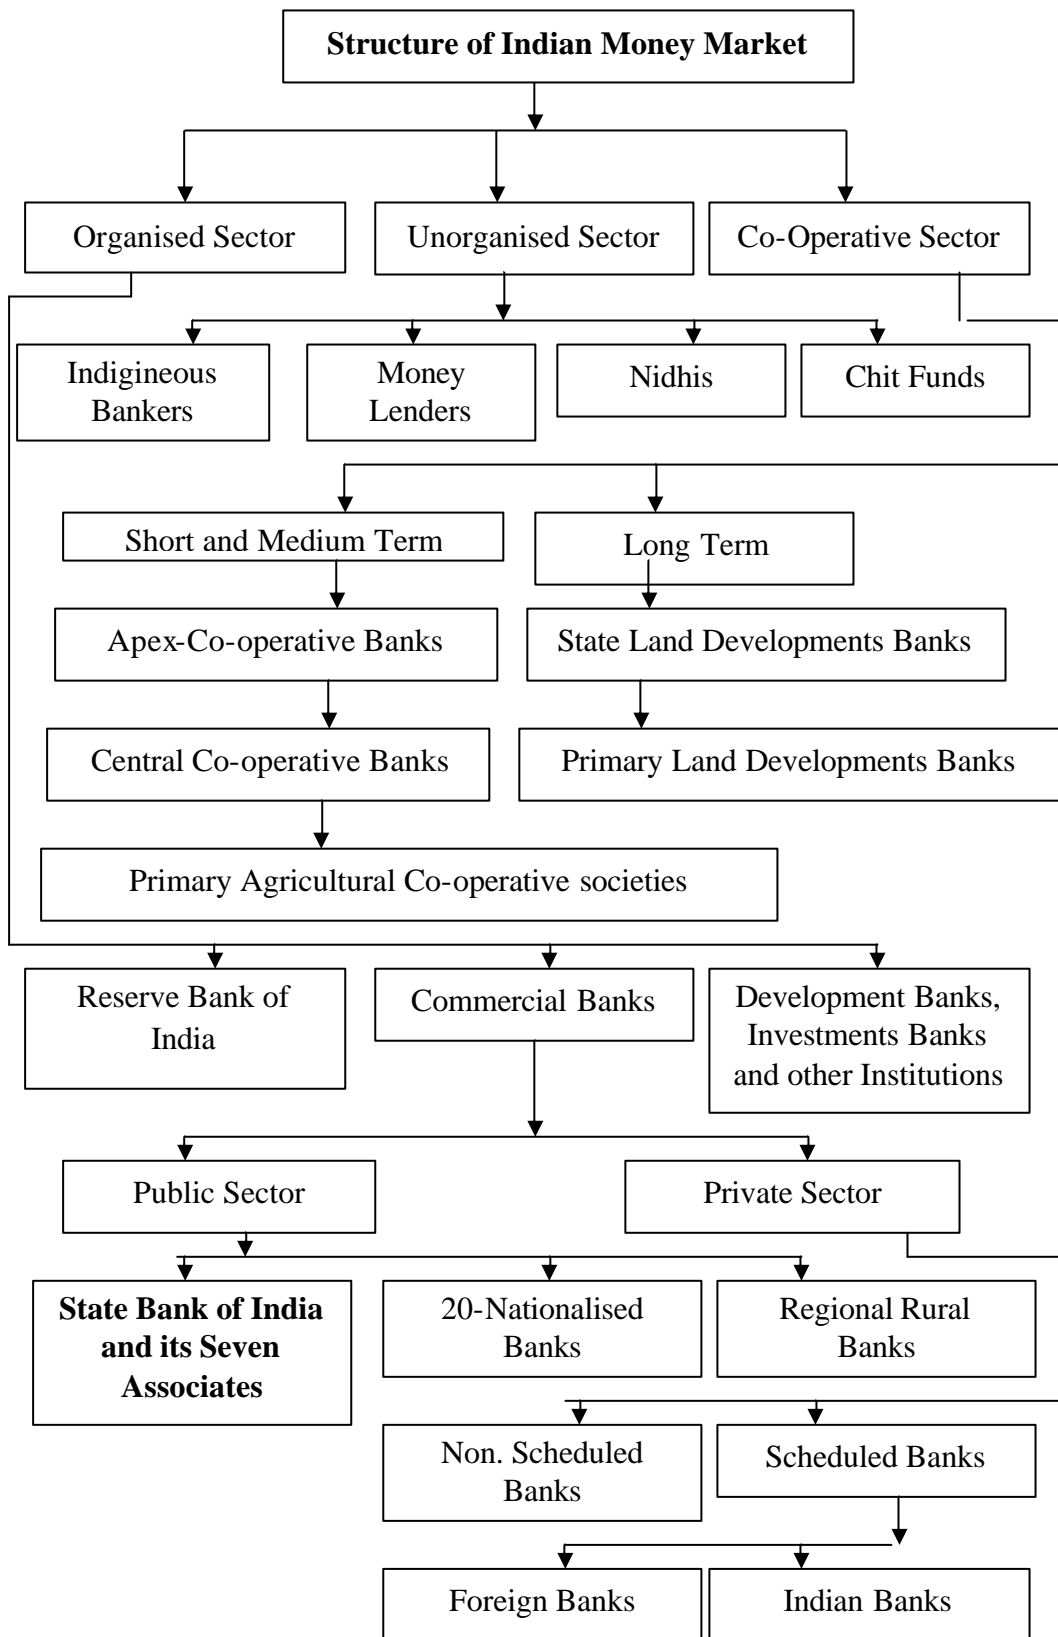 Structure of Indian Money Market
Organised Sector
Unorganised Sector
Co-Operative Sector
Indigineous
Bankers
Money
Lenders
Nidhis
Chit Funds
Short and Medium Term
Long Term
Apex-Co-operative Banks
State Land Developments Banks
Central Co-operative Banks
Primary Land Developments Banks
Primary Agricultural Co-operative societies
Reserve Bank of
India
Commercial Banks
Development Banks,
Investments Banks
and other Institutions
Public Sector
Private Sector
State Bank of India
and its Seven
Associates
20-Nationalised
Banks
Regional Rural
Banks
Non. Scheduled
Banks
Scheduled Banks
Foreign Banks
Indian Banks